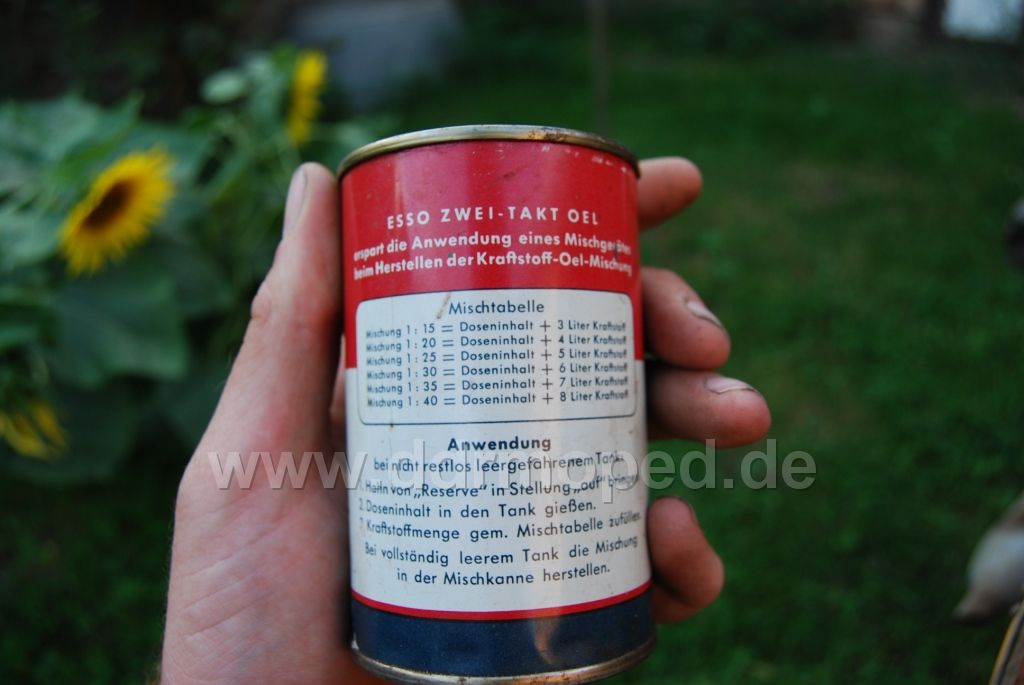 ESSO ZWEI-TAKT OEL
erspart die Anwendung eines Mischgerätes
beim Herstellen der Kraftstoff-Oel-Mischung
Mischtabelle
Mischung 1 : 15 = Doseninhalt + 3 Liter Kraftstoff
Mischung 1 : 20 = Doseninhalt + 4 Liter Kraftstoff
Mischung 1 : 25 = Doseninhalt + 5 Liter Kraftstoff
Mischung 1 : 30 = Doseninhalt + 6 Liter Kraftstoff
Mischung 1 : 35 = Doseninhalt + 7 Liter Kraftstoff
Mischung 1 : 40 = Doseninhalt + 8 Liter Kraftstoff
Anwendung
bei nicht restlos leergefahrenem Tank:
1. Hahn von „Reserve" in Stellung „auf" bringen.
2. Doseninhalt in den Tank gießen.
3. Kraftstoffmenge gem. Mischtabelle zufüllen.
Bei vollständig leerem Tank die Mischung
in der Mischkanne herstellen.